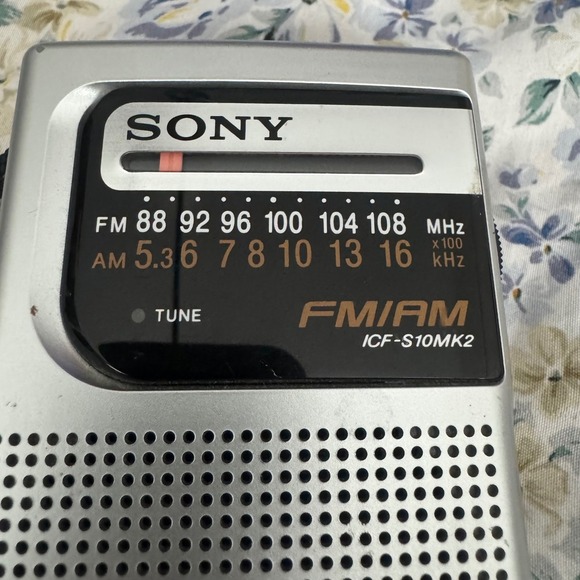 SONY
FM 88 92 96 100 104 108 MHz
AM 5.3 6 7 8 10 13 16 x100 kHz
TUNE
FM/AM
ICF-S10MK2